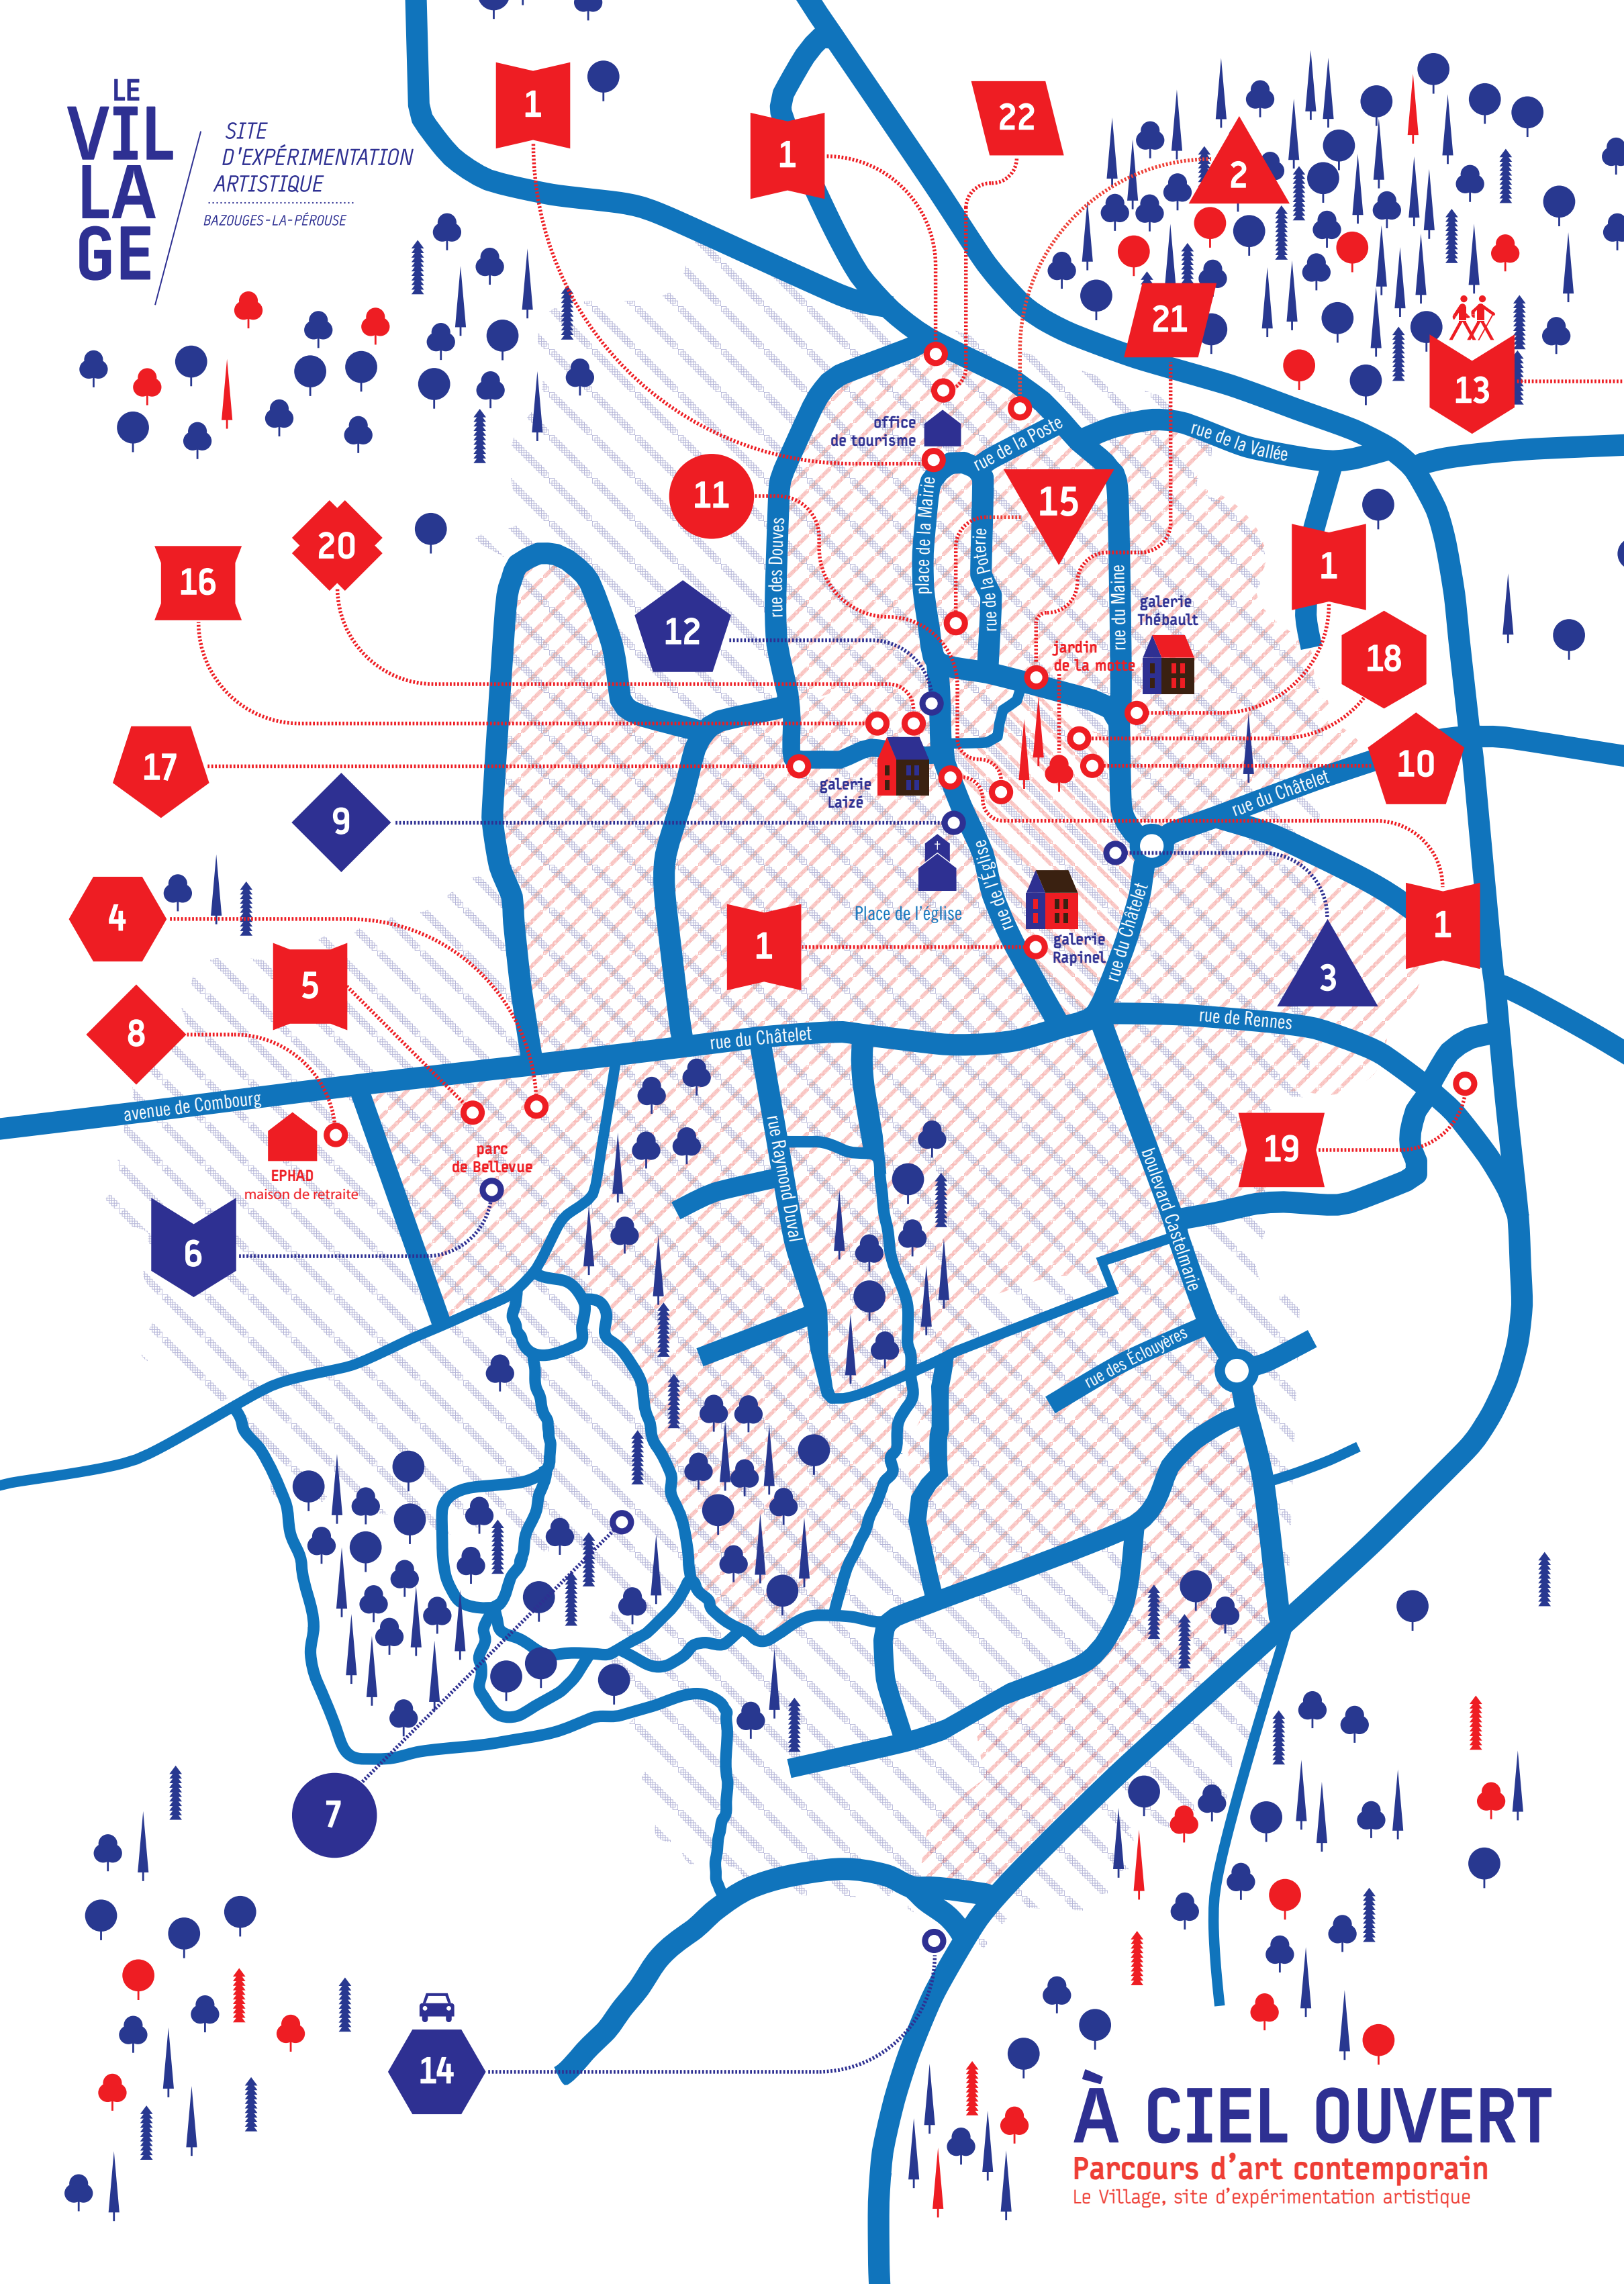 LE
VIL
LA
GE
SITE
D'EXPÉRIMENTATION
ARTISTIQUE
BAZOUGES-LA-PÉROUSE
1
1
22
2
21
13
office
de tourisme
rue de la Poste
rue de la Vallée
11
15
20
16
1
rue des Douves
place de la Mairie
rue de la Poterie
rue du Maine
galerie
Thébault
12
jardin
de la motte
18
17
10
galerie
Laizé
rue du Châtelet
9
rue de l'Eglise
4
Place de l'église
1
galerie
Rapinel
rue du Châtelet
1
3
5
8
rue du Châtelet
rue de Rennes
avenue de Combourg
EPHAD
maison de retraite
parc
de Bellevue
rue Raymond Duval
19
boulevard Castelmarie
6
rue des Éclouyères
7
14
À CIEL OUVERT
Parcours d'art contemporain
Le Village, site d'expérimentation artistique